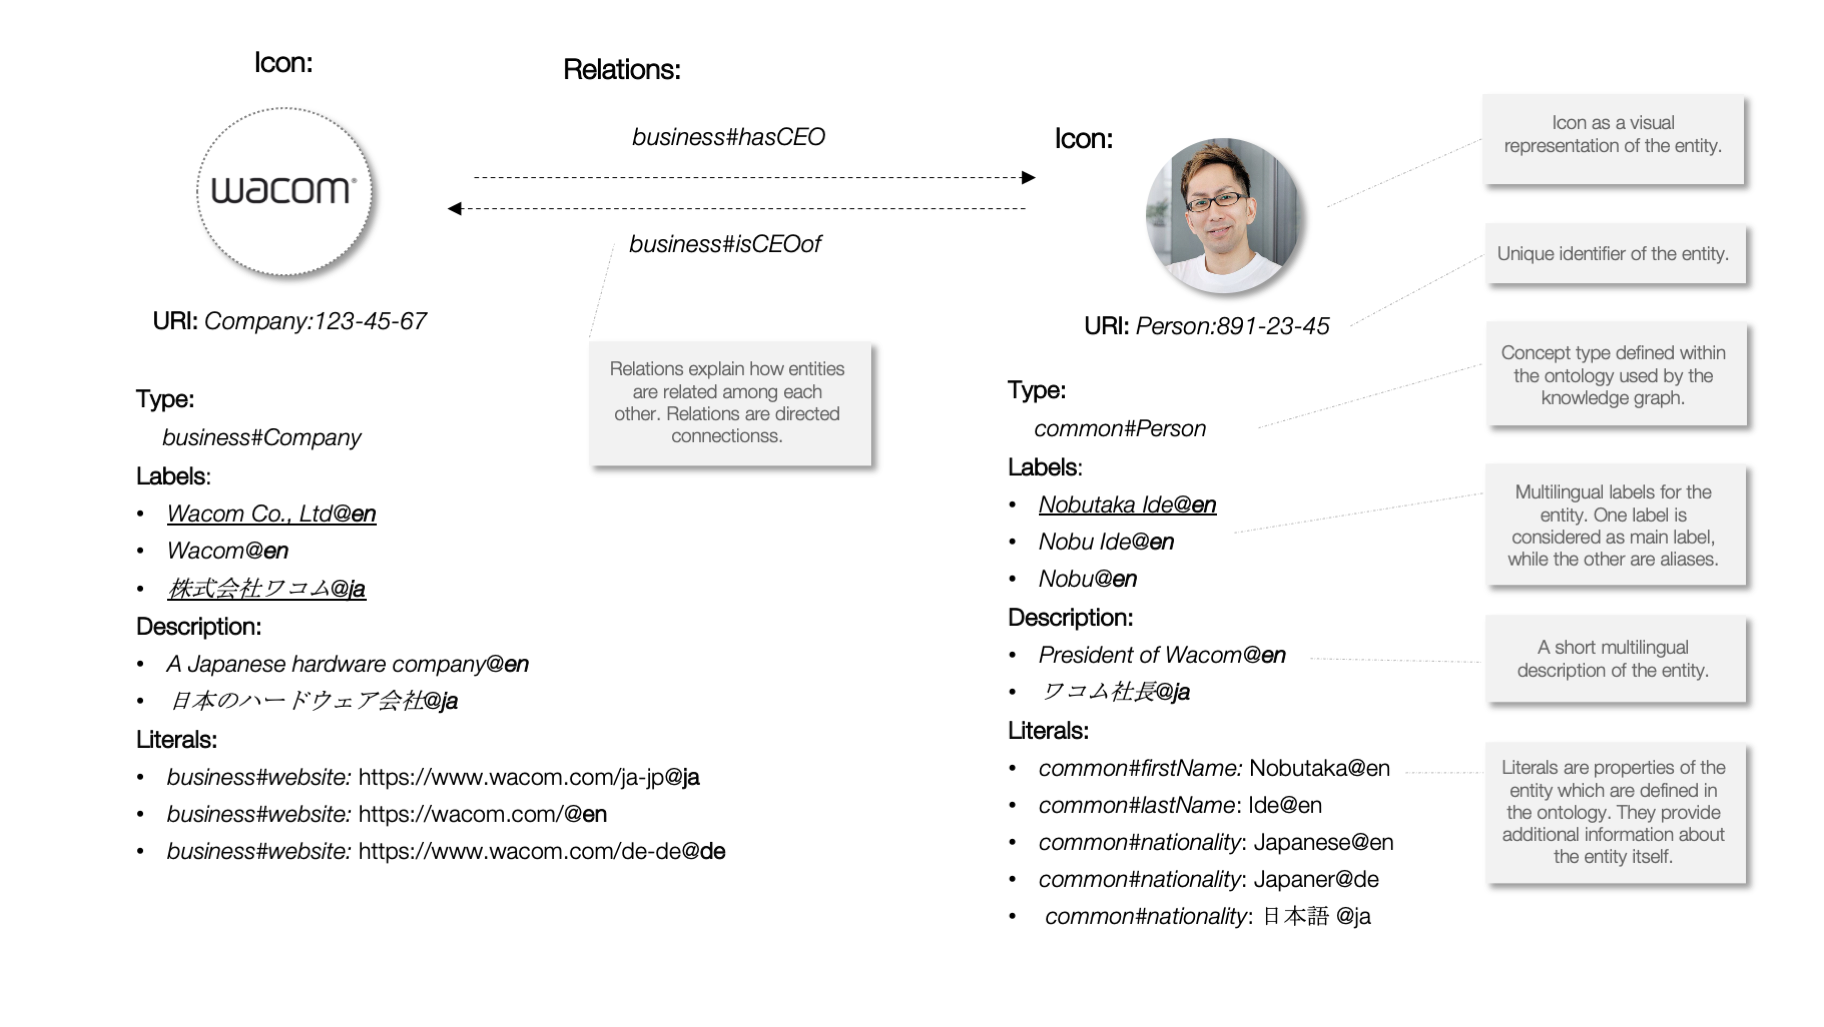 Icon:
wacom®
URI: Company:123-45-67
Type:
business#Company
Labels:
• Wacom Co., Ltd@en
• Wacom@en
• 株式会社ワコム@ja
Description:
• A Japanese hardware company@en
• 日本のハードウェア会社@ja
Literals:
• business#website: https://www.wacom.com/ja-jp@ja
• business#website: https://wacom.com/@en
• business#website: https://www.wacom.com/de-de@de
Relations:
business#hasCEO
business#isCEOof
Relations explain how entities
are related among each
other. Relations are directed
connectionss.
Icon:
URI: Person:891-23-45
Type:
common#Person
Labels:
• Nobutaka Ide@en
• Nobu Ide@en
• Nobu@en
Description:
• President of Wacom@en
• ワコム社長@ja
Literals:
• common#firstName: Nobutaka@en
• common#lastName: Ide@en
• common#nationality: Japanese@en
• common#nationality: Japaner@de
• common#nationality: 日本語 @ja
Icon as a visual
representation of the entity.
Unique identifier of the entity.
Concept type defined within
the ontology used by the
knowledge graph.
Multilingual labels for the
entity. One label is
considered as main label,
while the other are aliases.
A short multilingual
description of the entity.
Literals are properties of the
entity which are defined in
the ontology. They provide
additional information about
the entity itself.